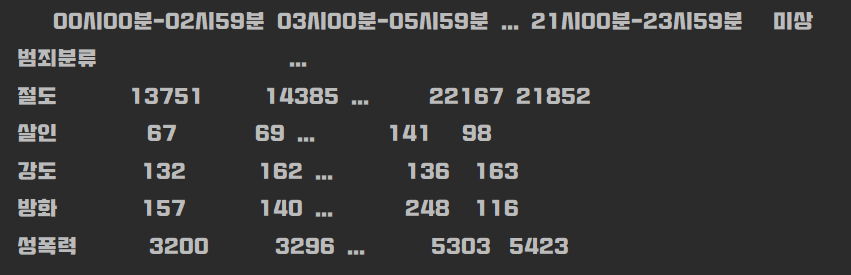 00시00분-02시59분 03시00분-05시59분 ... 21시00분-23시59분 미상
범죄분류 ...
절도 13751 14385 ... 22167 21852
살인 67 69 ... 141 98
강도 132 162 ... 136 163
방화 157 140 ... 248 116
성폭력 3200 3296 ... 5303 5423